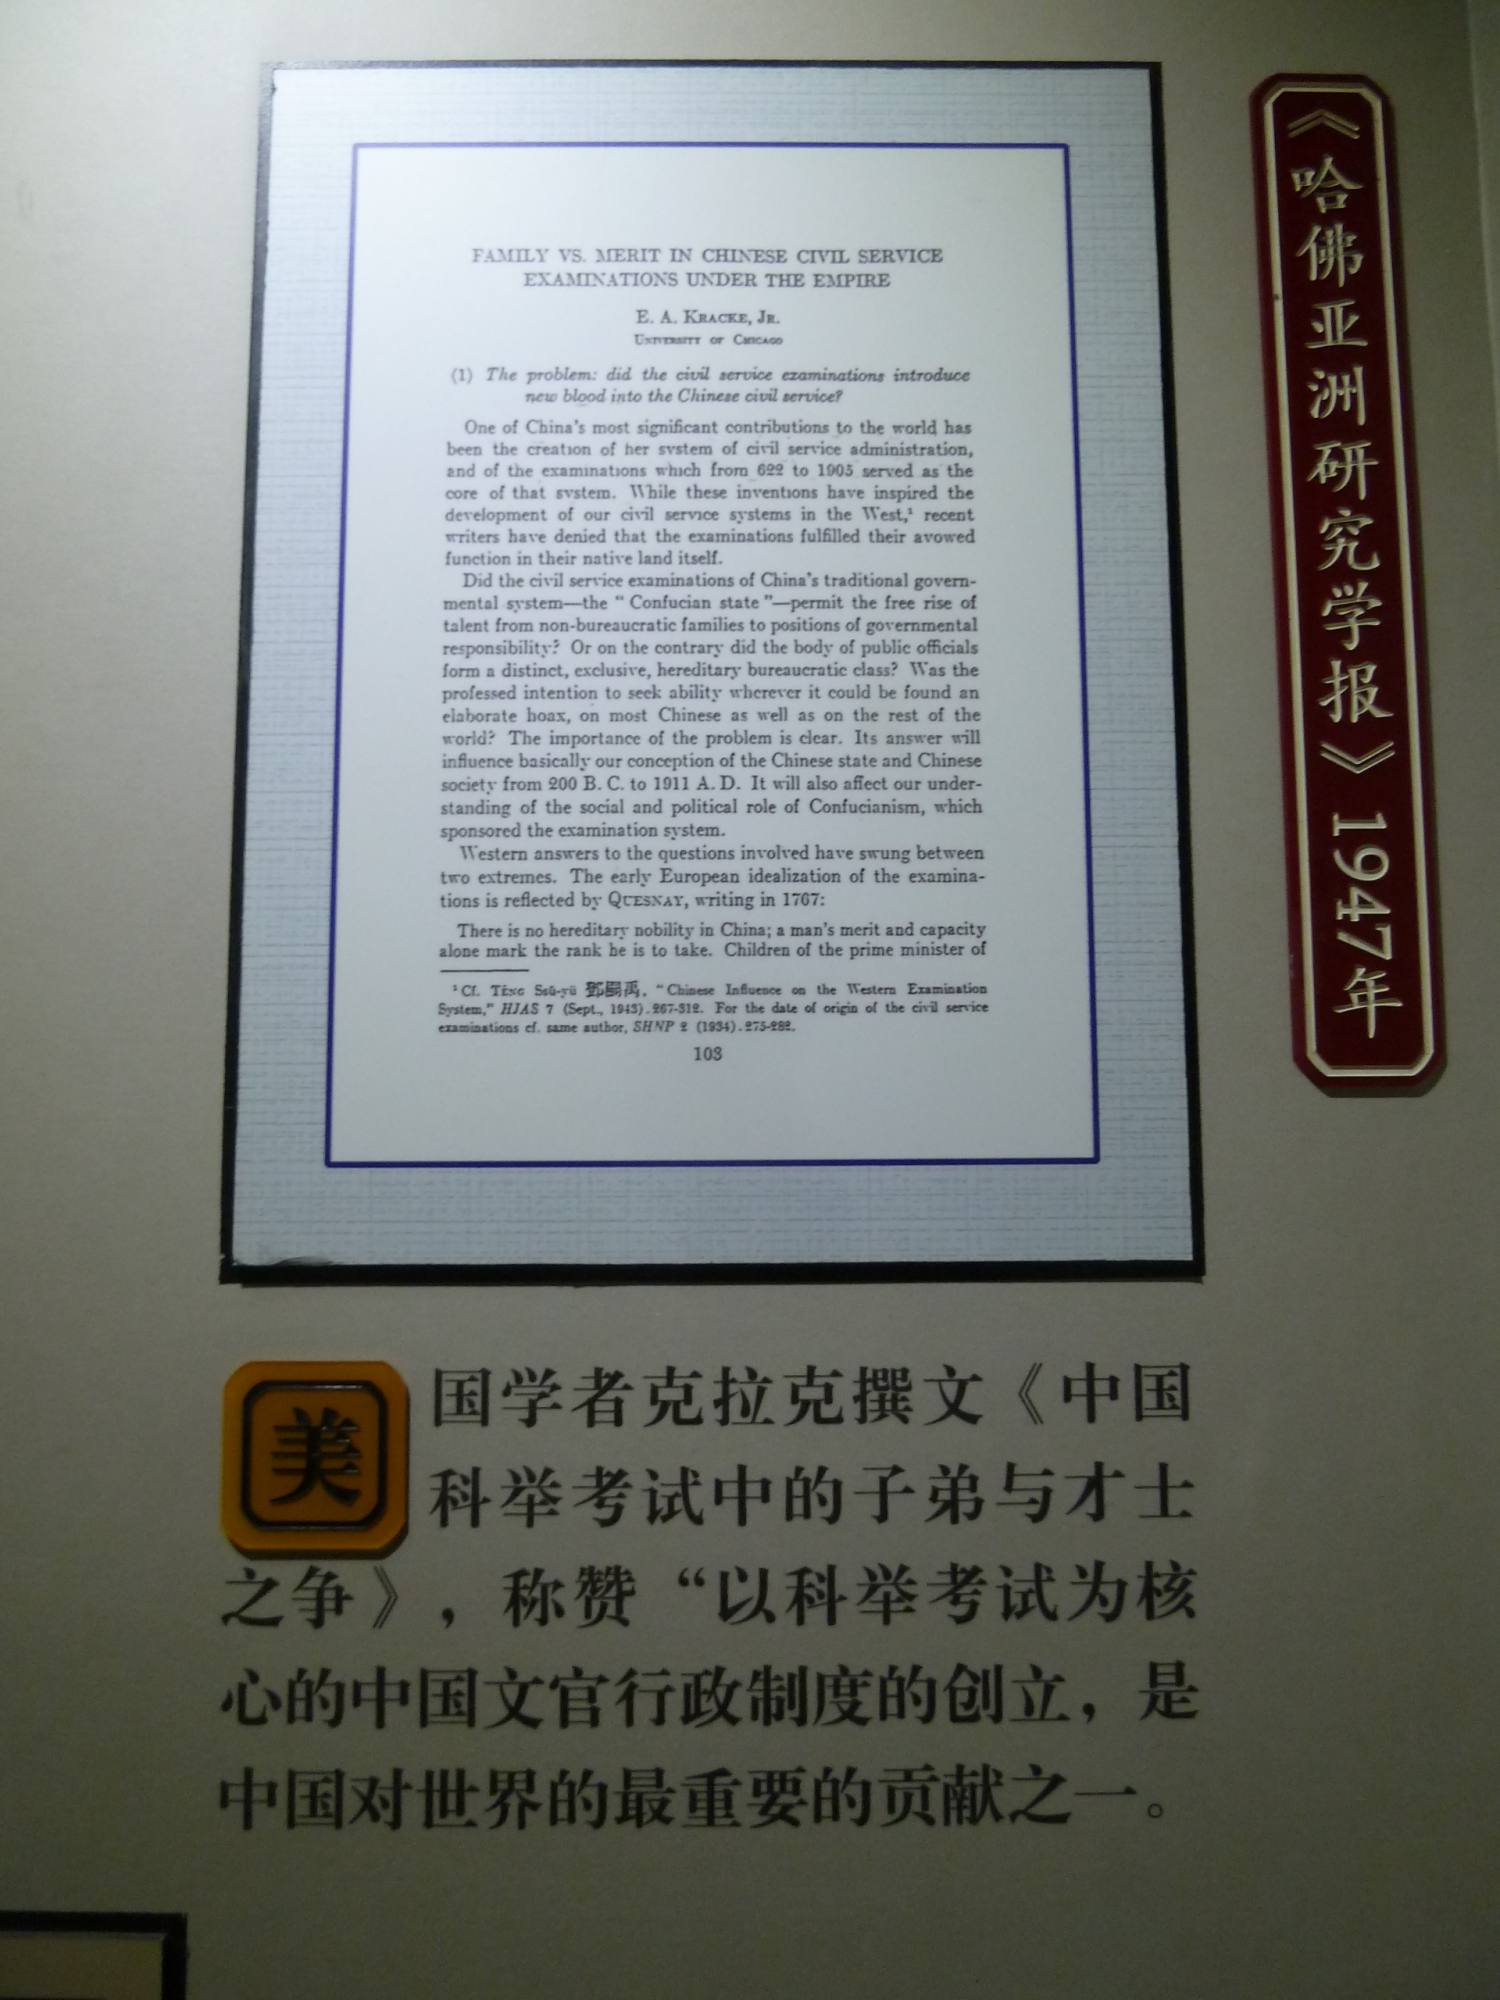 FAMILY VS. MERIT IN CHINESE CIVIL SERVICE
EXAMINATIONS UNDER THE EMPIRE
E. A. KRACKE, JR.
UNIVERSITY OF CHICAGO
(1) The problem: did the civil service examinations introduce
new blood into the Chinese civil service?
One of China's most significant contributions to the world has
been the creation of her system of civil service administration,
and of the examinations which from 622 to 1905 served as the
core of that system. While these inventions have inspired the
development of our civil service systems in the West,¹ recent
writers have denied that the examinations fulfilled their avowed
function in their native land itself.
Did the civil service examinations of China's traditional govern-
mental system—the " Confucian state "—permit the free rise of
talent from non-bureaucratic families to positions of governmental
responsibility? Or on the contrary did the body of public officials
form a distinct, exclusive, hereditary bureaucratic class? Was the
professed intention to seek ability wherever it could be found an
elaborate hoax, on most Chinese as well as on the rest of the
world? The importance of the problem is clear. Its answer will
influence basically our conception of the Chinese state and Chinese
society from 200 B. C. to 1911 A. D. It will also affect our under-
standing of the social and political role of Confucianism, which
sponsored the examination system.
Western answers to the questions involved have swung between
two extremes. The early European idealization of the examina-
tions is reflected by QUESNAY, writing in 1767:
There is no hereditary nobility in China; a man's merit and capacity
alone mark the rank he is to take. Children of the prime minister of
¹ Cf. TÊNG Ssŭ-yü 鄧嗣禹, "Chinese Influence on the Western Examination
System," HJAS 7 (Sept., 1943).267-312. For the date of origin of the civil service
examinations cf. same author, SHNP 2 (1934).275-282.
103
《哈佛亚洲研究学报》1947年
美国学者克拉克撰文《中国
科举考试中的子弟与才士
之争》，称赞“以科举考试为核
心的中国文官行政制度的创立，是
中国对世界的最重要的贡献之一。